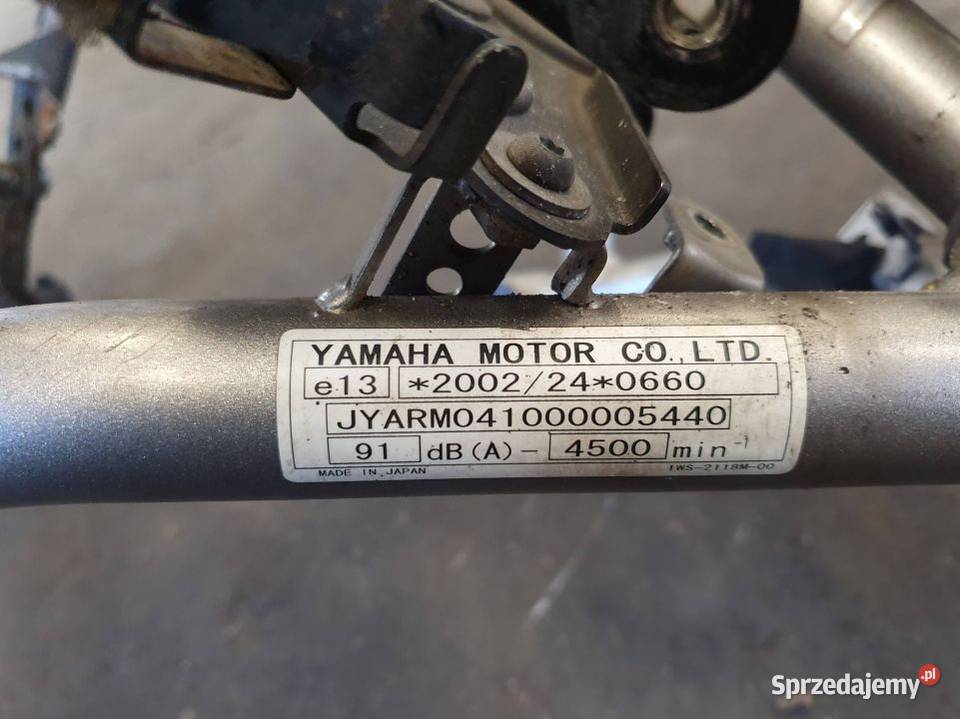 YAMAHA MOTOR CO.,LTD.
e13 *2002/24*0660
JYARM041000005440
91 dB(A) - 4500 min⁻¹
MADE IN JAPAN 1WS-2118M-00
Sprzedajemy.pl